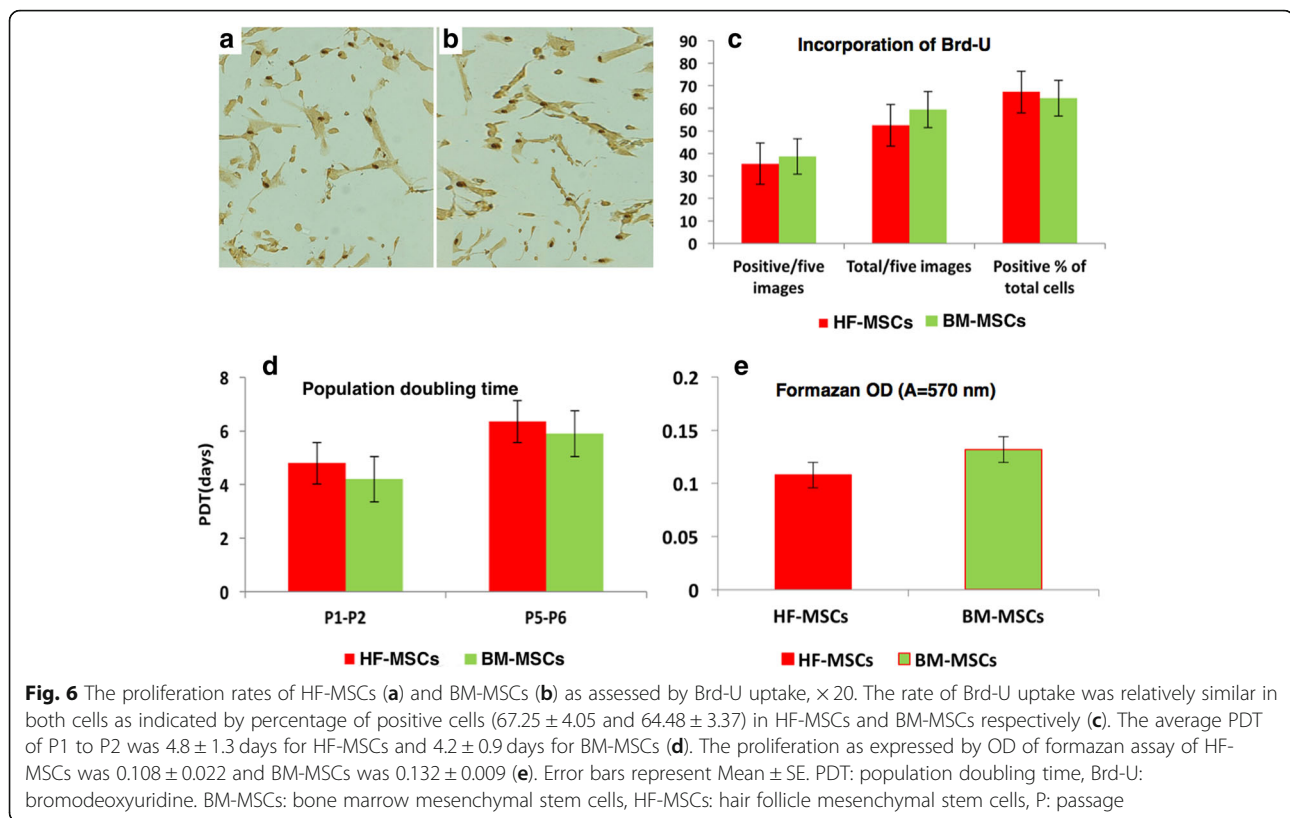 a
b
c
Incorporation of Brd-U
90
80
70
60
50
40
30
20
10
0
Positive/five images
Total/five images
Positive % of total cells
HF-MSCs
BM-MSCs
d
Population doubling time
PDT(days)
8
6
4
2
0
P1-P2
P5-P6
HF-MSCs
BM-MSCs
e
Formazan OD (A=570 nm)
0.2
0.15
0.1
0.05
0
HF-MSCs
BM-MSCs
HF-MSCs
BM-MSCs
Fig. 6 The proliferation rates of HF-MSCs (a) and BM-MSCs (b) as assessed by Brd-U uptake, × 20. The rate of Brd-U uptake was relatively similar in
both cells as indicated by percentage of positive cells (67.25 ± 4.05 and 64.48 ± 3.37) in HF-MSCs and BM-MSCs respectively (c). The average PDT
of P1 to P2 was 4.8 ± 1.3 days for HF-MSCs and 4.2 ± 0.9 days for BM-MSCs (d). The proliferation as expressed by OD of formazan assay of HF-
MSCs was 0.108 ± 0.022 and BM-MSCs was 0.132 ± 0.009 (e). Error bars represent Mean ± SE. PDT: population doubling time, Brd-U:
bromodeoxyuridine. BM-MSCs: bone marrow mesenchymal stem cells, HF-MSCs: hair follicle mesenchymal stem cells, P: passage